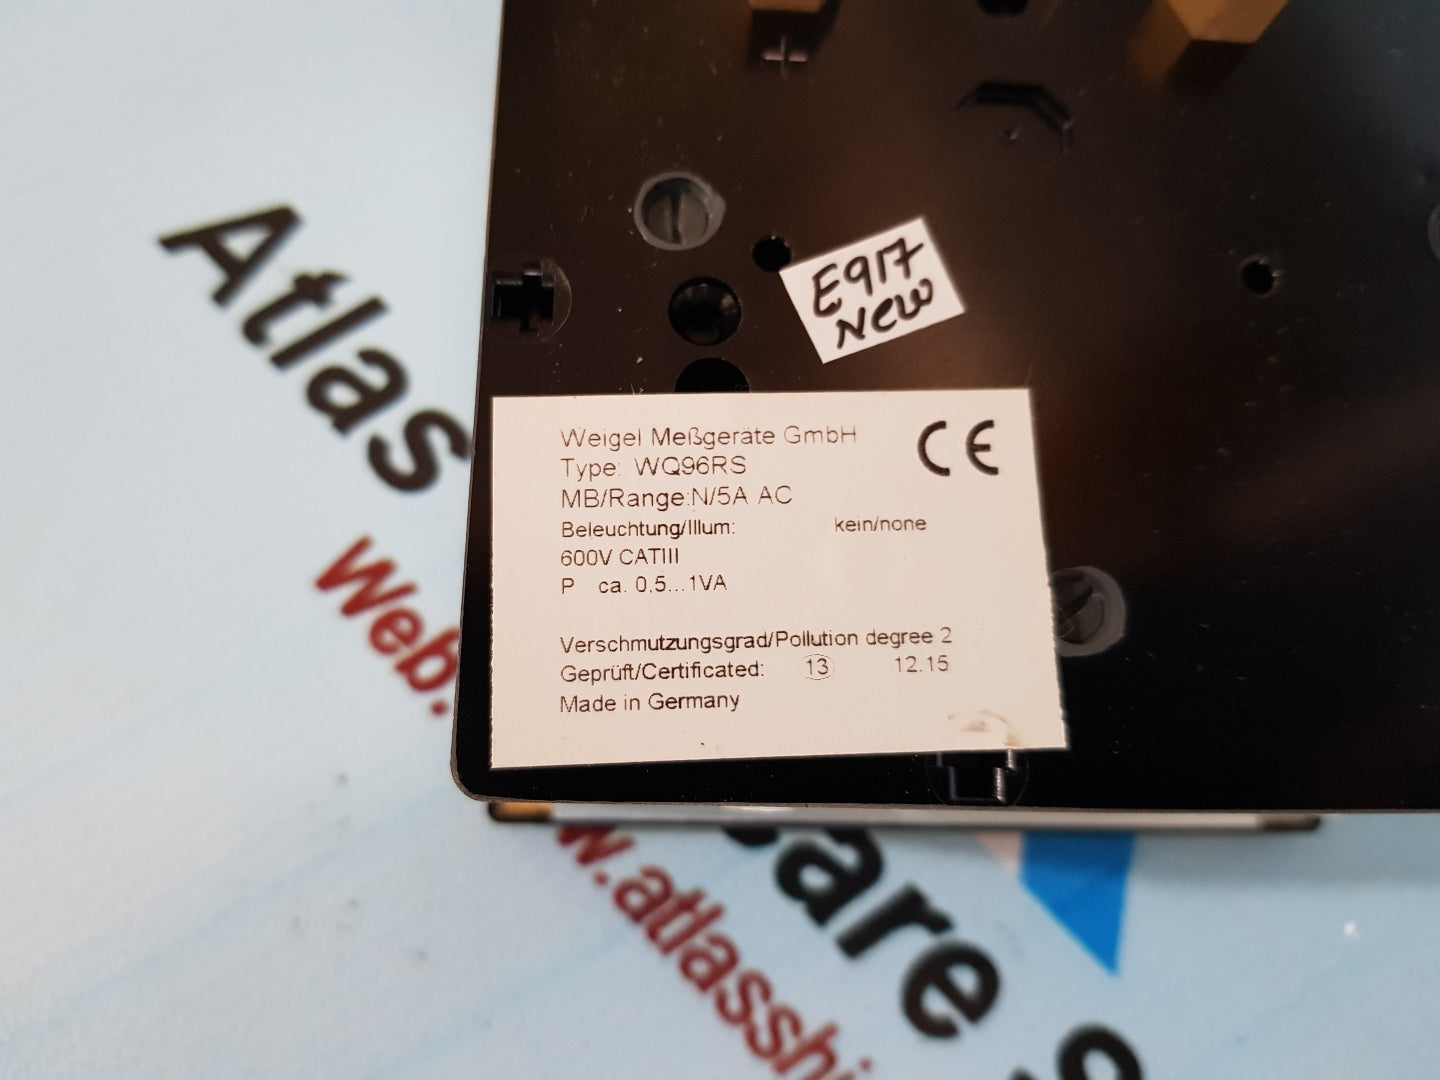 E917
New
Weigel Meßgeräte GmbH
CE
Type: WQ96RS
MB/Range:N/5A AC
Beleuchtung/Illum: kein/none
600V CATIII
P ca. 0,5...1VA
Verschmutzungsgrad/Pollution degree 2
Geprüft/Certificated: 13 12.15
Made in Germany
Atlas
Web.
w.atlasshi
are